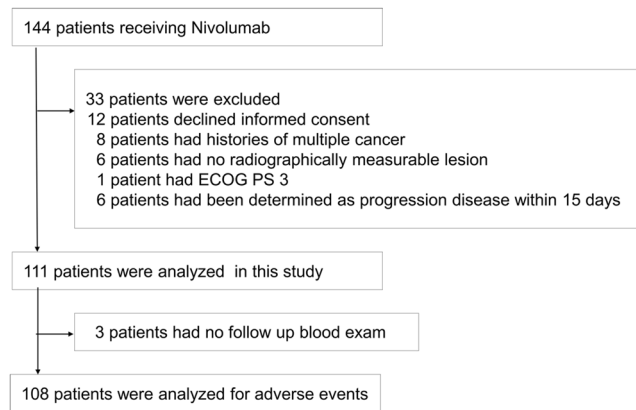 144 patients receiving Nivolumab
33 patients were excluded
12 patients declined informed consent
8 patients had histories of multiple cancer
6 patients had no radiographically measurable lesion
1 patient had ECOG PS 3
6 patients had been determined as progression disease within 15 days
111 patients were analyzed in this study
3 patients had no follow up blood exam
108 patients were analyzed for adverse events